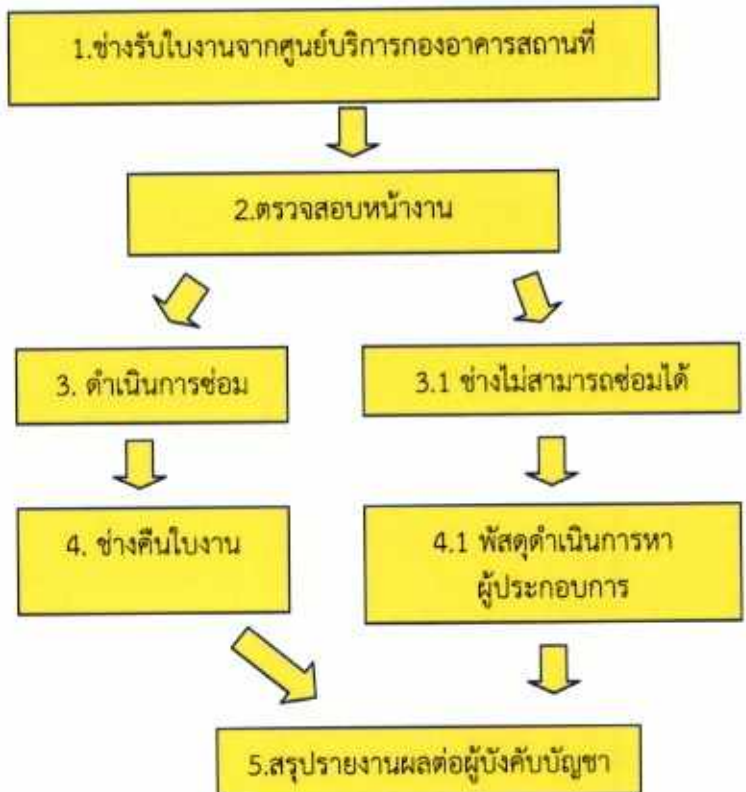 1.ช่างรับใบงานจากศูนย์บริการกองอาคารสถานที่
2.ตรวจสอบหน้างาน
3. ดำเนินการซ่อม
3.1 ช่างไม่สามารถซ่อมได้
4. ช่างคืนใบงาน
4.1 พัสดุดำเนินการหา
ผู้ประกอบการ
5.สรุปรายงานผลต่อผู้บังคับบัญชา